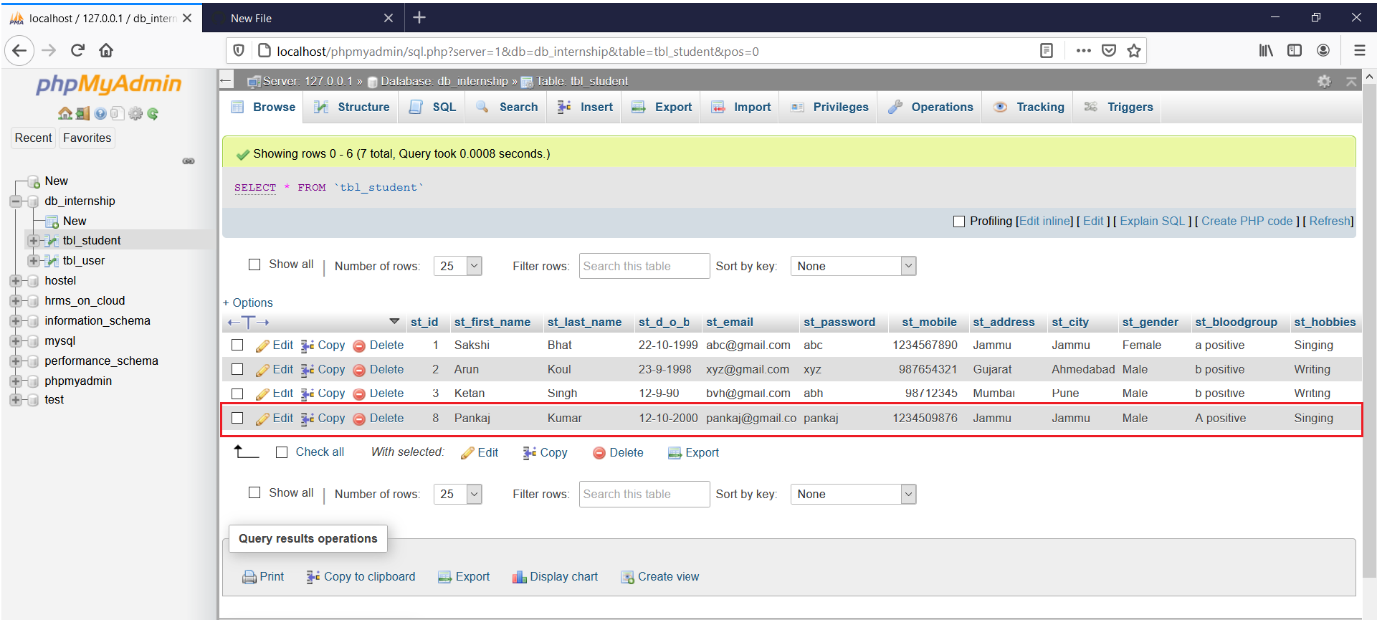 localhost / 127.0.0.1 / db_intern
New File
localhost/phpmyadmin/sql.php?server=1&db=db_internship&table=tbl_student&pos=0
phpMyAdmin
Recent Favorites
New
db_internship
New
tbl_student
tbl_user
hostel
hrms_on_cloud
information_schema
mysql
performance_schema
phpmyadmin
test
Server: 127.0.0.1 » Database: db_internship » Table: tbl_student
Browse Structure SQL Search Insert Export Import Privileges Operations Tracking Triggers
Showing rows 0 - 6 (7 total, Query took 0.0008 seconds.)
SELECT * FROM `tbl_student`
Profiling [Edit inline] [ Edit ] [ Explain SQL ] [ Create PHP code ] [ Refresh]
Show all | Number of rows: 25 Filter rows: Search this table Sort by key: None
+ Options
←T→ st_id st_first_name st_last_name st_d_o_b st_email st_password st_mobile st_address st_city st_gender st_bloodgroup st_hobbies
Edit Copy Delete 1 Sakshi Bhat 22-10-1999 abc@gmail.com abc 1234567890 Jammu Jammu Female a positive Singing
Edit Copy Delete 2 Arun Koul 23-9-1998 xyz@gmail.com xyz 987654321 Gujarat Ahmedabad Male b positive Writing
Edit Copy Delete 3 Ketan Singh 12-9-90 bvh@gmail.com abh 98712345 Mumbai Pune Male b positive Writing
Edit Copy Delete 8 Pankaj Kumar 12-10-2000 pankaj@gmail.co pankaj 1234509876 Jammu Jammu Male A positive Singing
Check all With selected: Edit Copy Delete Export
Show all | Number of rows: 25 Filter rows: Search this table Sort by key: None
Query results operations
Print Copy to clipboard Export Display chart Create view